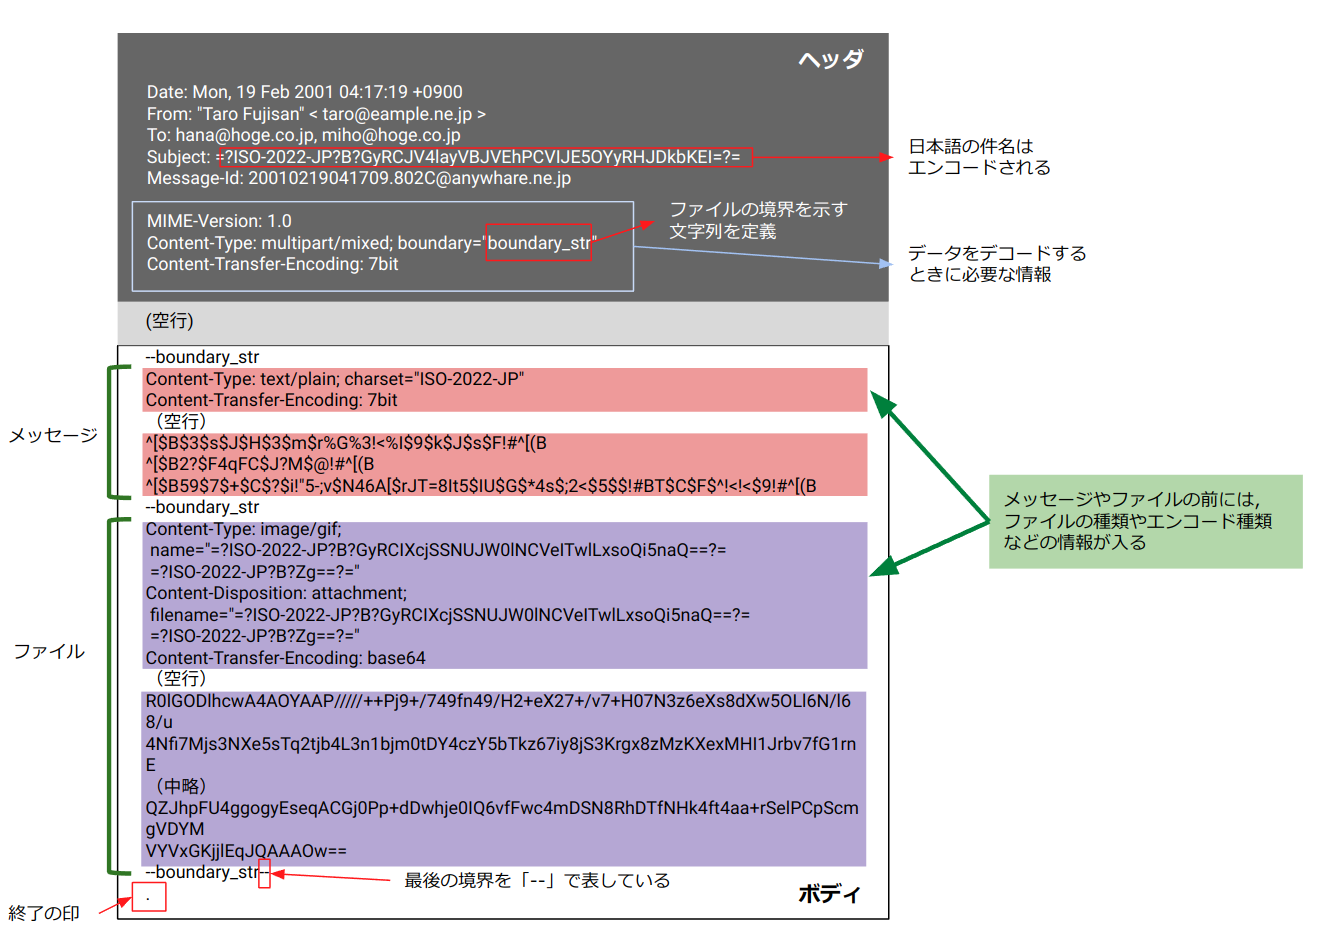 ヘッダ
Date: Mon, 19 Feb 2001 04:17:19 +0900
From: "Taro Fujisan" < taro@eample.ne.jp >
To: hana@hoge.co.jp, miho@hoge.co.jp
Subject: =?ISO-2022-JP?B?GyRCJV4layVBJVEhPCVIJE5OYyRHJDkbKEI=?=
Message-Id: 20010219041709.802C@anywhare.ne.jp
日本語の件名は
エンコードされる
MIME-Version: 1.0
Content-Type: multipart/mixed; boundary="boundary_str"
Content-Transfer-Encoding: 7bit
ファイルの境界を示す
文字列を定義
データをデコードする
ときに必要な情報
(空行)
--boundary_str
Content-Type: text/plain; charset="ISO-2022-JP"
Content-Transfer-Encoding: 7bit
（空行）
^[$B$3$s$J$H$3$m$r%G%3!<%I$9$k$J$s$F!#^[(B
^[$B2?$F4qFC$J?M$@!#^[(B
^[$B59$7$+$C$?$i!"5-;v$N46A[$rJT=8It5$IU$G$*4s$;2<$5$$!#BT$C$F$^!<!<$9!#^[(B
メッセージ
--boundary_str
Content-Type: image/gif;
name="=?ISO-2022-JP?B?GyRCIXcjSSNUJW0lNCVeITwlLxsoQi5naQ==?=
=?ISO-2022-JP?B?Zg==?="
Content-Disposition: attachment;
filename="=?ISO-2022-JP?B?GyRCIXcjSSNUJW0lNCVeITwlLxsoQi5naQ==?=
=?ISO-2022-JP?B?Zg==?="
Content-Transfer-Encoding: base64
（空行）
R0lGODlhcwA4AOYAAP/////++Pj9+/749fn49/H2+eX27+/v7+H07N3z6eXs8dXw5OLl6N/l6
8/u
4Nfi7Mjs3NXe5sTq2tjb4L3n1bjm0tDY4czY5bTkz67iy8jS3Krgx8zMzKXexMHI1Jrbv7fG1rn
E
（中略）
QZJhpFU4ggogyEseqACGj0Pp+dDwhje0IQ6vfFwc4mDSN8RhDTfNHk4ft4aa+rSelPCpScm
gVDYM
VYVxGKjjlEqJQAAAOw==
ファイル
メッセージやファイルの前には,
ファイルの種類やエンコード種類
などの情報が入る
--boundary_str--
最後の境界を「--」で表している
.
終了の印
ボディ